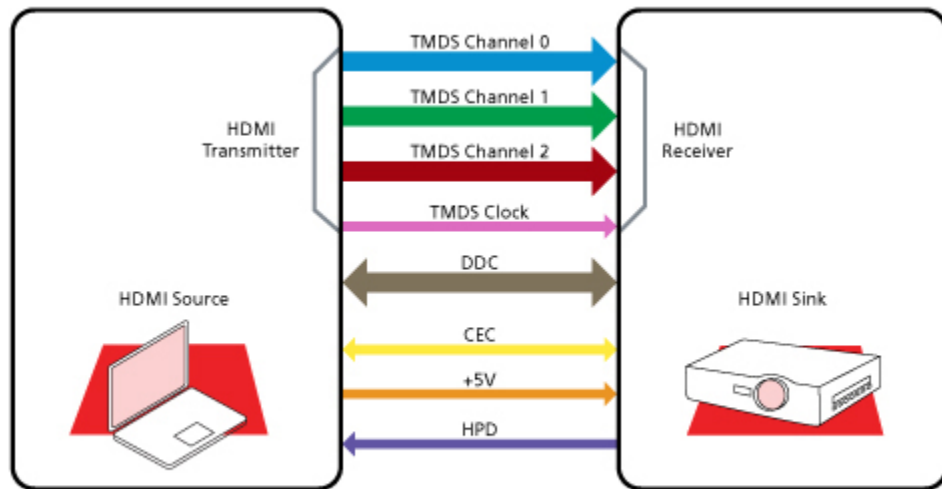 TMDS Channel 0
TMDS Channel 1
HDMI
Transmitter
HDMI
Receiver
TMDS Channel 2
TMDS Clock
DDC
HDMI Source
HDMI Sink
CEC
+5V
HPD